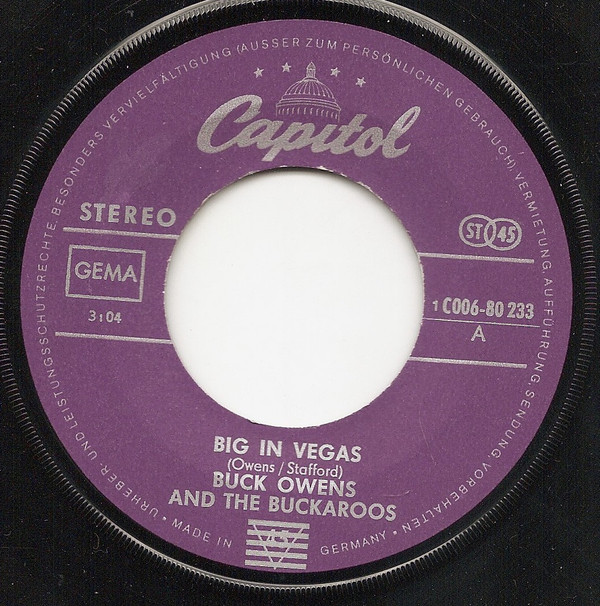 URHEBER- UND LEISTUNGSSCHUTZRECHTE, BESONDERS VERVIELFÄLTIGUNG (AUSSER ZUM PERSÖNLICHEN GEBRAUCH), VERMIETUNG, AUFFÜHRUNG, SENDUNG, VORBEHALTEN
Capitol
STEREO
ST 45
GEMA
3:04
1 C006-80 233
A
BIG IN VEGAS
(Owens / Stafford)
BUCK OWENS
AND THE BUCKAROOS
• MADE IN GERMANY •
45